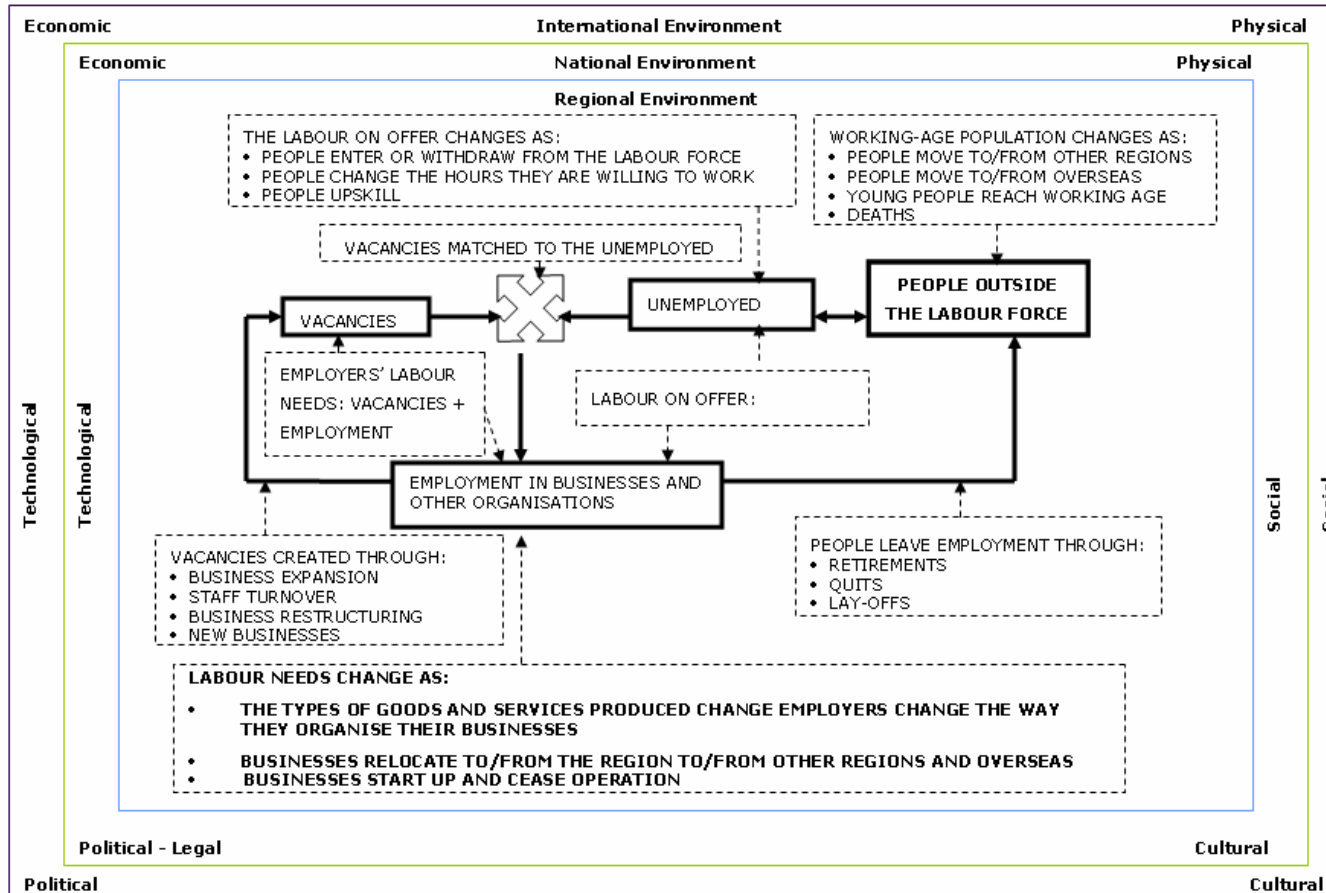 Economic
International Environment
Physical
Economic
National Environment
Physical
Regional Environment
THE LABOUR ON OFFER CHANGES AS:
• PEOPLE ENTER OR WITHDRAW FROM THE LABOUR FORCE
• PEOPLE CHANGE THE HOURS THEY ARE WILLING TO WORK
• PEOPLE UPSKILL
WORKING-AGE POPULATION CHANGES AS:
• PEOPLE MOVE TO/FROM OTHER REGIONS
• PEOPLE MOVE TO/FROM OVERSEAS
• YOUNG PEOPLE REACH WORKING AGE
• DEATHS
VACANCIES MATCHED TO THE UNEMPLOYED
VACANCIES
UNEMPLOYED
PEOPLE OUTSIDE
THE LABOUR FORCE
EMPLOYERS' LABOUR
NEEDS: VACANCIES +
EMPLOYMENT
LABOUR ON OFFER:
EMPLOYMENT IN BUSINESSES AND
OTHER ORGANISATIONS
Technological
Technological
Social
Social
VACANCIES CREATED THROUGH:
• BUSINESS EXPANSION
• STAFF TURNOVER
• BUSINESS RESTRUCTURING
• NEW BUSINESSES
PEOPLE LEAVE EMPLOYMENT THROUGH:
• RETIREMENTS
• QUITS
• LAY-OFFS
LABOUR NEEDS CHANGE AS:
• THE TYPES OF GOODS AND SERVICES PRODUCED CHANGE EMPLOYERS CHANGE THE WAY
THEY ORGANISE THEIR BUSINESSES
• BUSINESSES RELOCATE TO/FROM THE REGION TO/FROM OTHER REGIONS AND OVERSEAS
• BUSINESSES START UP AND CEASE OPERATION
Political - Legal
Cultural
Political
Cultural